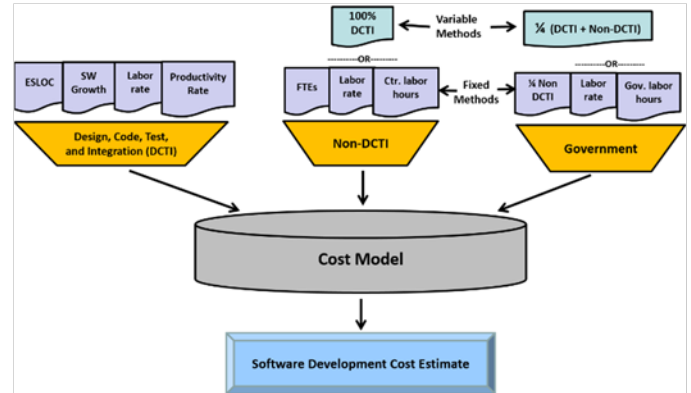 100%
DCTI
Variable
Methods
¼ (DCTI + Non-DCTI)
-----------OR-----------
-----------OR-----------
ESLOC
SW
Growth
Labor
rate
Productivity
Rate
FTEs
Labor
rate
Ctr. labor
hours
Fixed
Methods
¼ Non
DCTI
Labor
rate
Gov. labor
hours
Design, Code, Test,
and Integration (DCTI)
Non-DCTI
Government
Cost Model
Software Development Cost Estimate